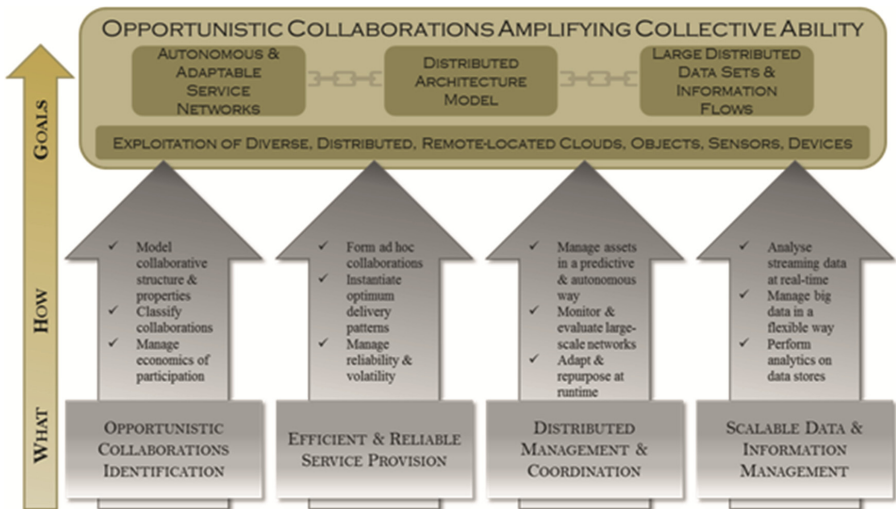 OPPORTUNISTIC COLLABORATIONS AMPLIFYING COLLECTIVE ABILITY
AUTONOMOUS &
ADAPTABLE
SERVICE
NETWORKS
DISTRIBUTED
ARCHITECTURE
MODEL
LARGE DISTRIBUTED
DATA SETS &
INFORMATION
FLOWS
EXPLOITATION OF DIVERSE, DISTRIBUTED, REMOTE-LOCATED CLOUDS, OBJECTS, SENSORS, DEVICES
GOALS
HOW
WHAT
✓ Model
collaborative
structure &
properties
✓ Classify
collaborations
✓ Manage
economics of
participation
✓ Form ad hoc
collaborations
✓ Instantiate
optimum
delivery
patterns
✓ Manage
reliability &
volatility
✓ Manage assets
in a predictive
& autonomous
way
✓ Monitor &
evaluate large-
scale networks
✓ Adapt &
repurpose at
runtime
✓ Analyse
streaming data
at real-time
✓ Manage big
data in a
flexible way
✓ Perform
analytics on
data stores
OPPORTUNISTIC
COLLABORATIONS
IDENTIFICATION
EFFICIENT & RELIABLE
SERVICE PROVISION
DISTRIBUTED
MANAGEMENT &
COORDINATION
SCALABLE DATA &
INFORMATION
MANAGEMENT